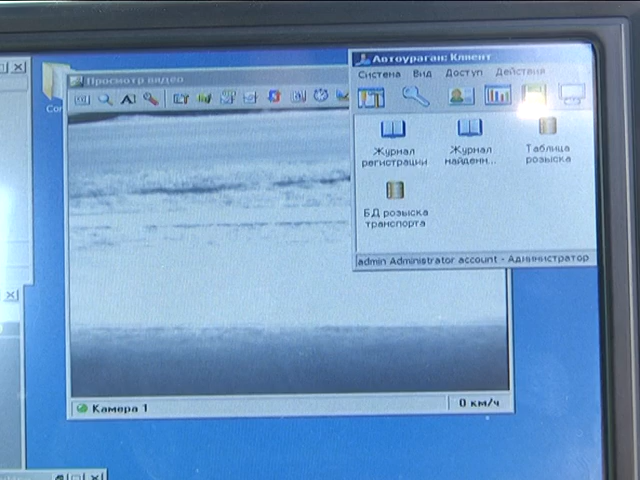 Автоураган: Клиент
Система Вид Доступ Действия
Просмотр видео
Журнал
регистрации
Журнал
найденн...
Таблица
розыска
БД розыска
транспорта
admin Administrator account - Администратор
Камера 1
0 км/ч